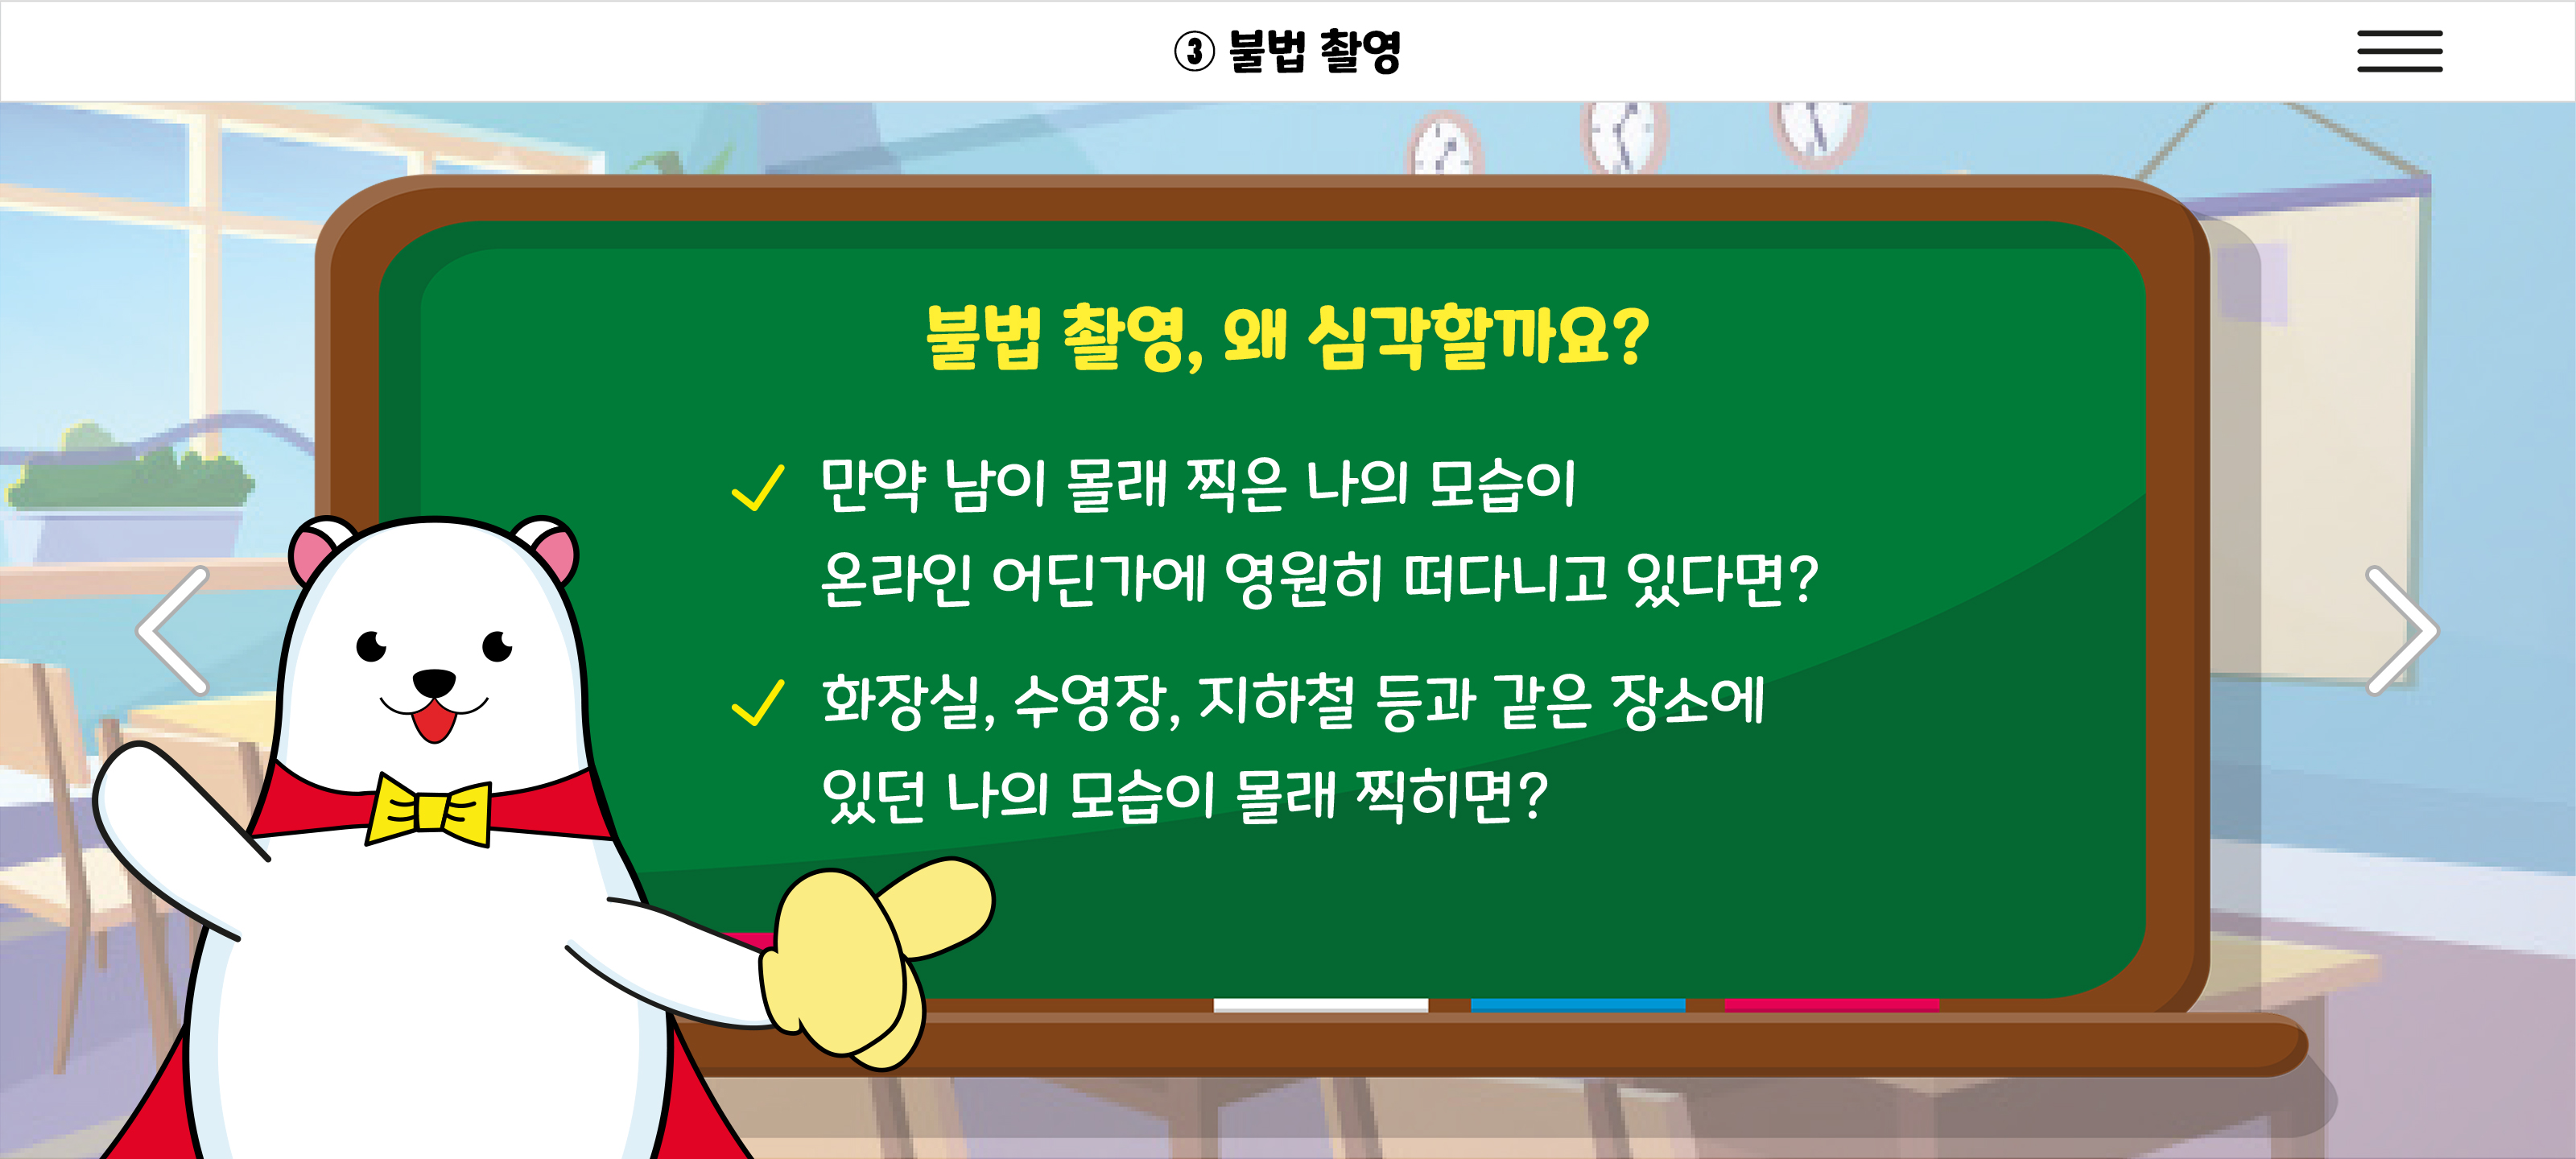 ③ 불법 촬영
불법 촬영, 왜 심각할까요?
만약 남이 몰래 찍은 나의 모습이
온라인 어딘가에 영원히 떠다니고 있다면?
화장실, 수영장, 지하철 등과 같은 장소에
있던 나의 모습이 몰래 찍히면?